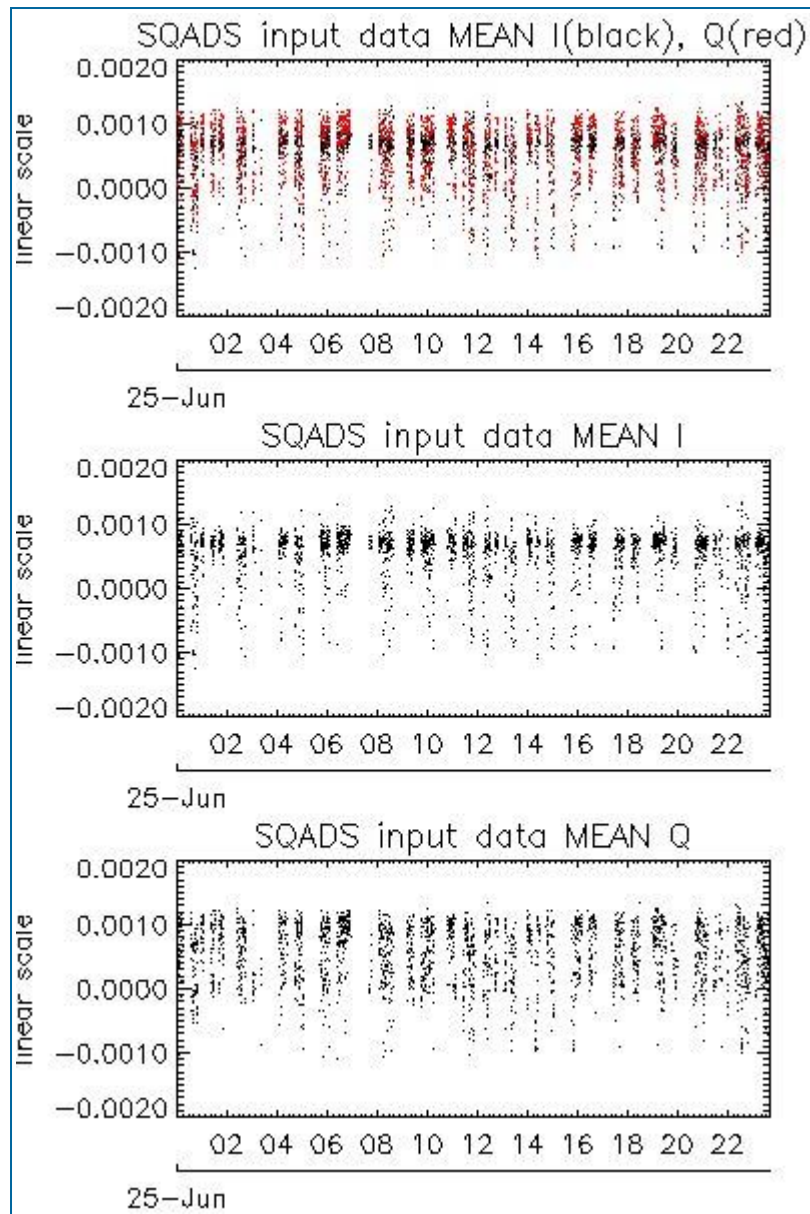 SQADS input data MEAN I(black), Q(red)
0.0020
0.0010
0.0000
−0.0010
−0.0020
linear scale
02 04 06 08 10 12 14 16 18 20 22
25−Jun
SQADS input data MEAN I
0.0020
0.0010
0.0000
−0.0010
−0.0020
linear scale
02 04 06 08 10 12 14 16 18 20 22
25−Jun
SQADS input data MEAN Q
0.0020
0.0010
0.0000
−0.0010
−0.0020
linear scale
02 04 06 08 10 12 14 16 18 20 22
25−Jun